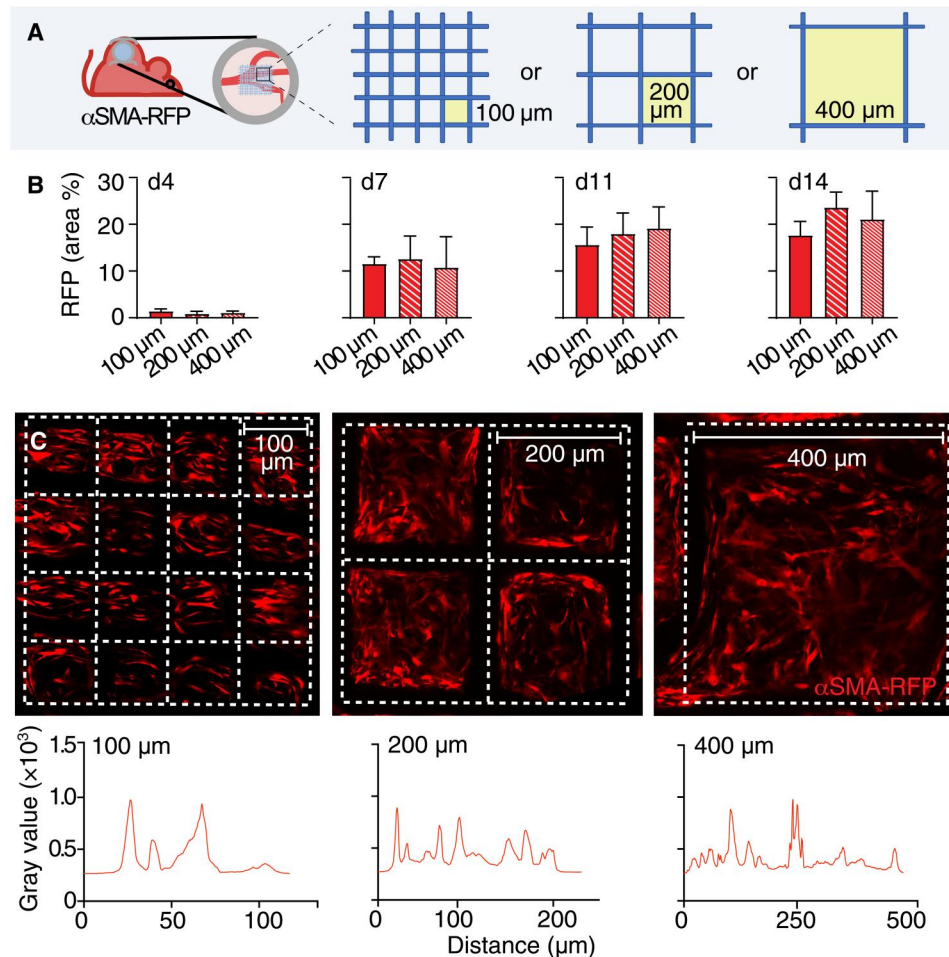 A
αSMA-RFP
or
or
100 µm
200
µm
400 µm
B
RFP (area %)
30
20
10
0
d4
d7
d11
d14
100 µm
200 µm
400 µm
100 µm
200 µm
400 µm
100 µm
200 µm
400 µm
100 µm
200 µm
400 µm
C
100
µm
200 µm
400 µm
αSMA-RFP
Gray value (×10³)
1.5
1.0
0.5
0
100 µm
200 µm
400 µm
0
50
100
0
100
200
0
250
500
Distance (µm)